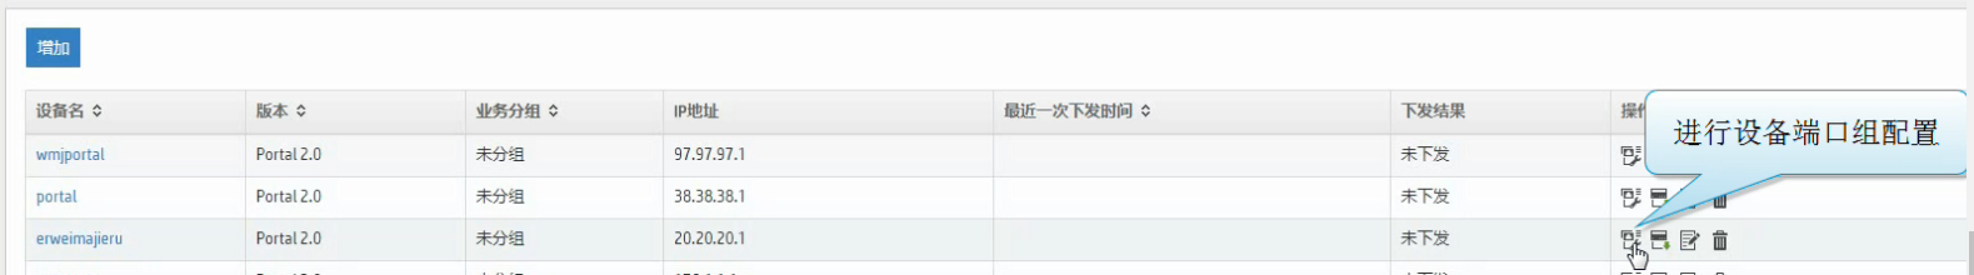 增加
设备名 版本 业务分组 IP地址 最近一次下发时间 下发结果
进行设备端口组配置
wmjportal Portal 2.0 未分组 97.97.97.1 未下发
portal Portal 2.0 未分组 38.38.38.1 未下发
erweimajieru Portal 2.0 未分组 20.20.20.1 未下发